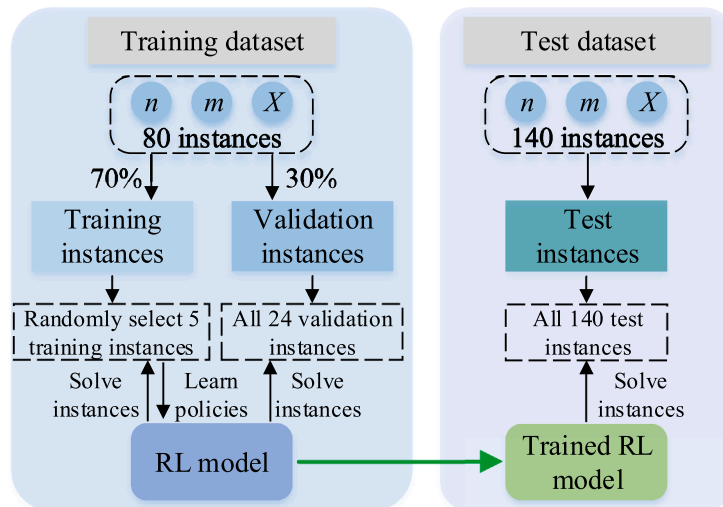 Training dataset
n m X
80 instances
70%
30%
Training
instances
Validation
instances
Randomly select 5
training instances
All 24 validation
instances
Solve
instances
Learn
policies
Solve
instances
RL model
Test dataset
n m X
140 instances
Test
instances
All 140 test
instances
Solve
instances
Trained RL
model